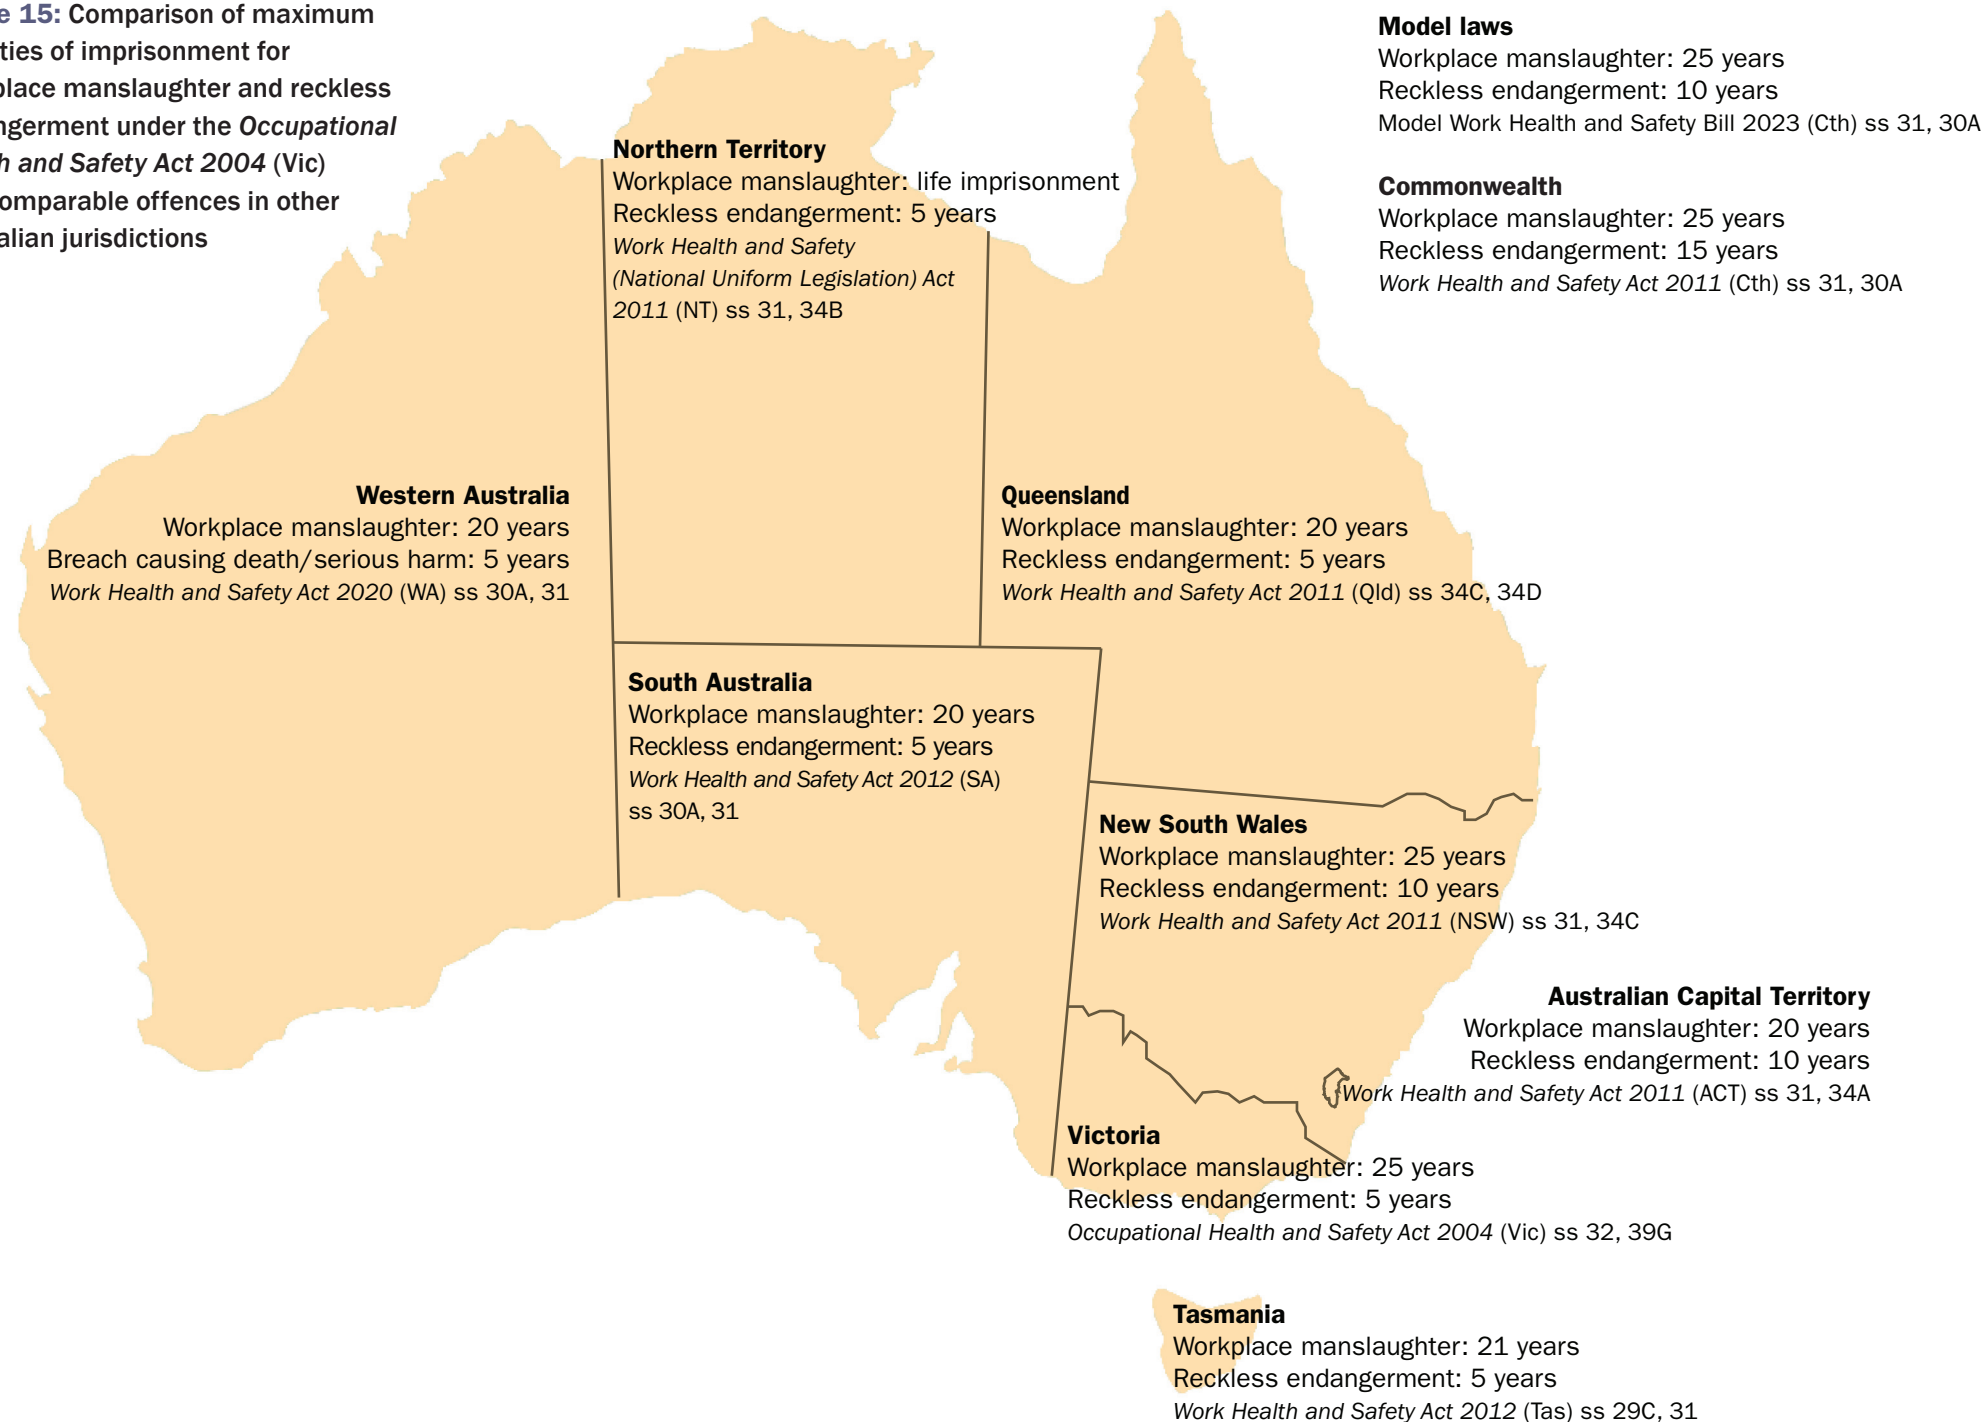 15: Comparison of maximum
of imprisonment for
manslaughter and reckless
under the Occupational
and Safety Act 2004 (Vic)
offences in other
jurisdictions
Model laws
Workplace manslaughter: 25 years
Reckless endangerment: 10 years
Model Work Health and Safety Bill 2023 (Cth) ss 31, 30A
Commonwealth
Workplace manslaughter: 25 years
Reckless endangerment: 15 years
Work Health and Safety Act 2011 (Cth) ss 31, 30A
Northern Territory
Workplace manslaughter: life imprisonment
Reckless endangerment: 5 years
Work Health and Safety
(National Uniform Legislation) Act
2011 (NT) ss 31, 34B
Western Australia
Workplace manslaughter: 20 years
Breach causing death/serious harm: 5 years
Work Health and Safety Act 2020 (WA) ss 30A, 31
Queensland
Workplace manslaughter: 20 years
Reckless endangerment: 5 years
Work Health and Safety Act 2011 (Qld) ss 34C, 34D
South Australia
Workplace manslaughter: 20 years
Reckless endangerment: 5 years
Work Health and Safety Act 2012 (SA)
ss 30A, 31
New South Wales
Workplace manslaughter: 25 years
Reckless endangerment: 10 years
Work Health and Safety Act 2011 (NSW) ss 31, 34C
Australian Capital Territory
Workplace manslaughter: 20 years
Reckless endangerment: 10 years
Work Health and Safety Act 2011 (ACT) ss 31, 34A
Victoria
Workplace manslaughter: 25 years
Reckless endangerment: 5 years
Occupational Health and Safety Act 2004 (Vic) ss 32, 39G
Tasmania
Workplace manslaughter: 21 years
Reckless endangerment: 5 years
Work Health and Safety Act 2012 (Tas) ss 29C, 31